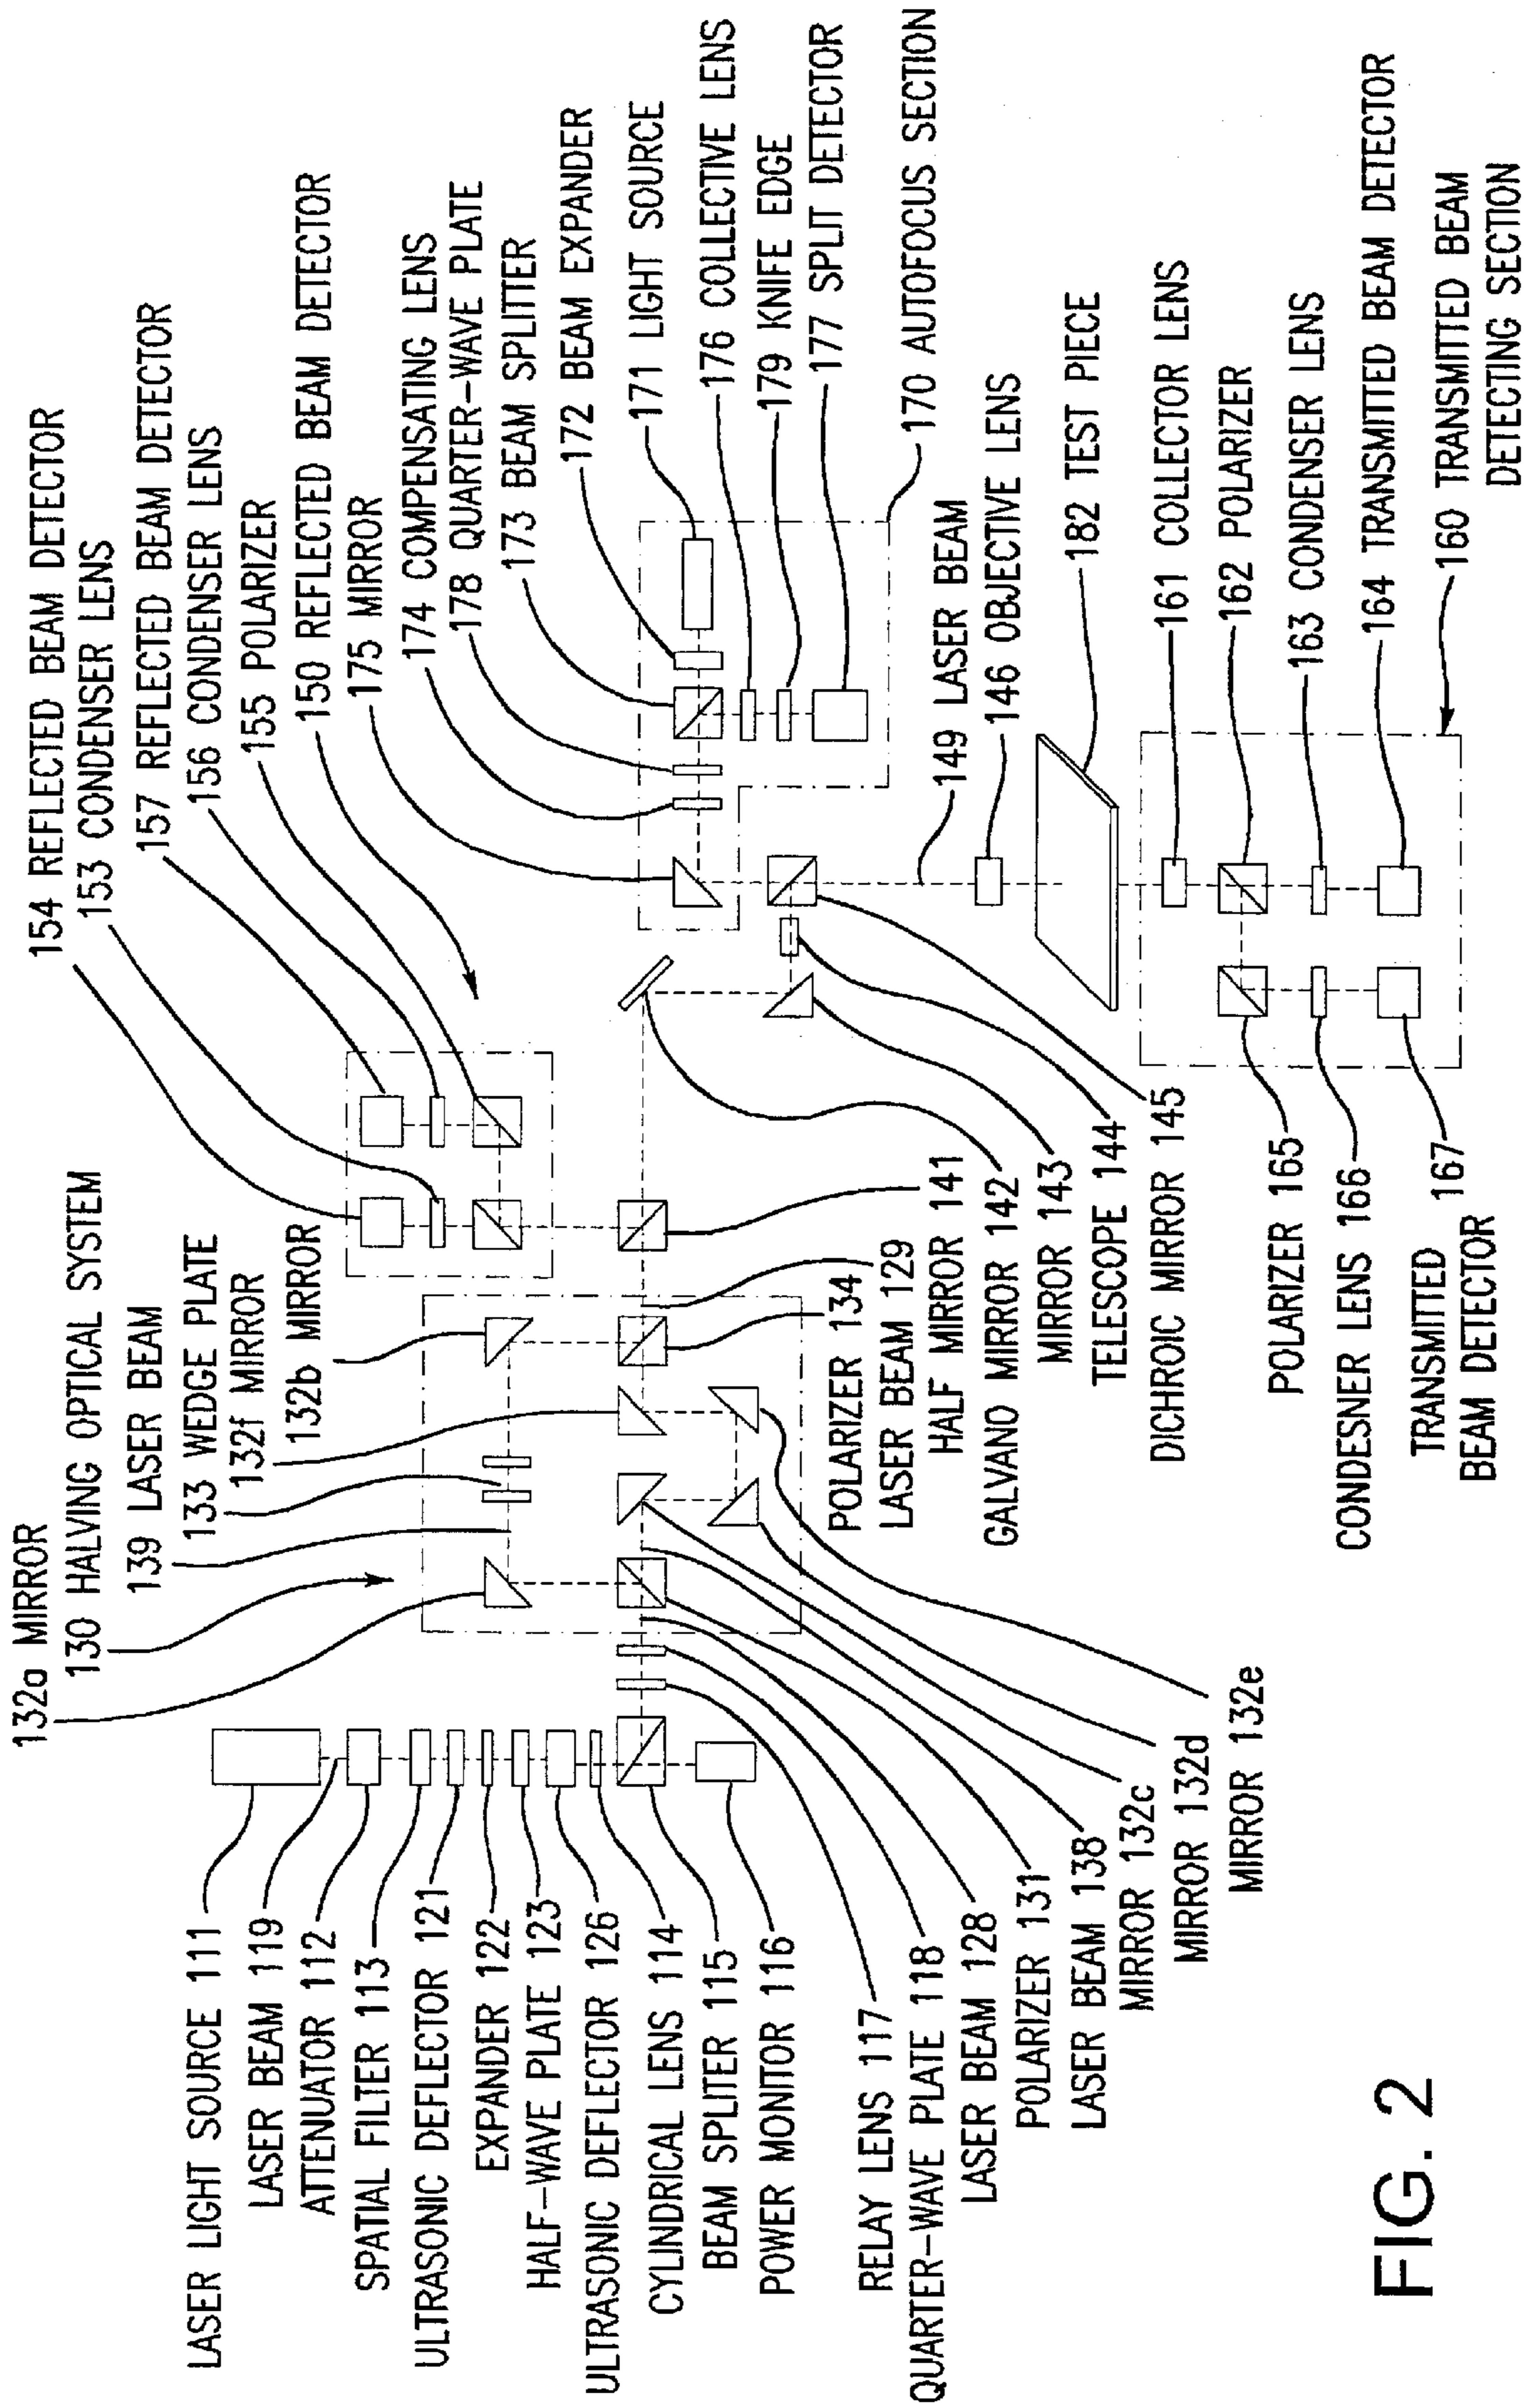 132a MIRROR
130 HALVING OPTICAL SYSTEM
139 LASER BEAM
133 WEDGE PLATE
132f MIRROR
132b MIRROR
154 REFLECTED BEAM DETECTOR
153 CONDENSER LENS
157 REFLECTED BEAM DETECTOR
156 CONDENSER LENS
155 POLARIZER
150 REFLECTED BEAM DETECTOR
175 MIRROR
174 COMPENSATING LENS
178 QUARTER-WAVE PLATE
173 BEAM SPLITTER
172 BEAM EXPANDER
171 LIGHT SOURCE
176 COLLECTIVE LENS
179 KNIFE EDGE
177 SPLIT DETECTOR
170 AUTOFOCUS SECTION
149 LASER BEAM
146 OBJECTIVE LENS
182 TEST PIECE
161 COLLECTOR LENS
162 POLARIZER
163 CONDENSER LENS
164 TRANSMITTED BEAM DETECTOR
160 TRANSMITTED BEAM
DETECTING SECTION
LASER LIGHT SOURCE 111
LASER BEAM 119
ATTENUATOR 112
SPATIAL FILTER 113
ULTRASONIC DEFLECTOR 121
EXPANDER 122
HALF-WAVE PLATE 123
ULTRASONIC DEFLECTOR 126
CYLINDRICAL LENS 114
BEAM SPLITER 115
POWER MONITOR 116
RELAY LENS 117
QUARTER-WAVE PLATE 118
LASER BEAM 128
POLARIZER 131
LASER BEAM 138
MIRROR 132c
MIRROR 132d
MIRROR 132e
POLARIZER 134
LASER BEAM 129
HALF MIRROR 141
GALVANO MIRROR 142
MIRROR 143
TELESCOPE 144
DICHROIC MIRROR 145
POLARIZER 165
CONDESNER LENS 166
TRANSMITTED 167
BEAM DETECTOR
FIG. 2